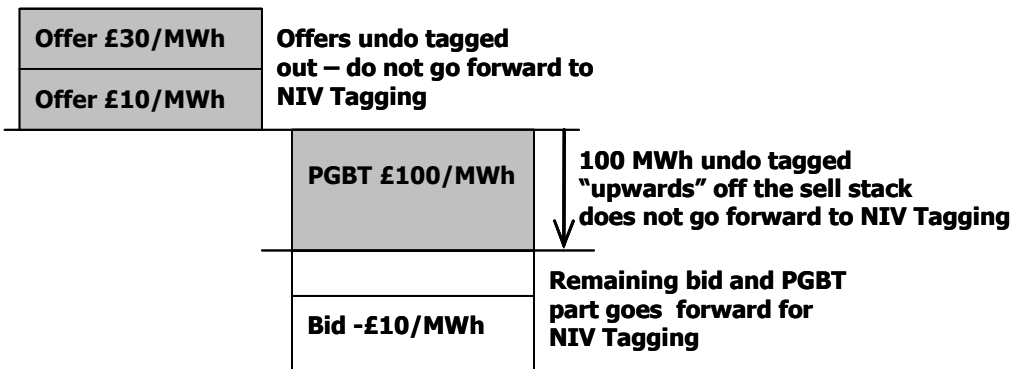 Offer £30/MWh
Offer £10/MWh
Offers undo tagged
out – do not go forward to
NIV Tagging
PGBT £100/MWh
100 MWh undo tagged
“upwards” off the sell stack
does not go forward to NIV Tagging
Bid -£10/MWh
Remaining bid and PGBT
part goes forward for
NIV Tagging